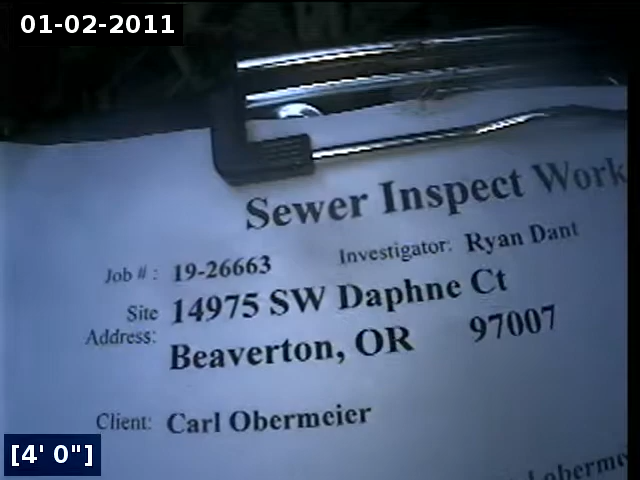 01-02-2011
Sewer Inspect Work
Job # : 19-26663 Investigator: Ryan Dant
Site Address: 14975 SW Daphne Ct
Beaverton, OR 97007
Client: Carl Obermeier
[4' 0"]